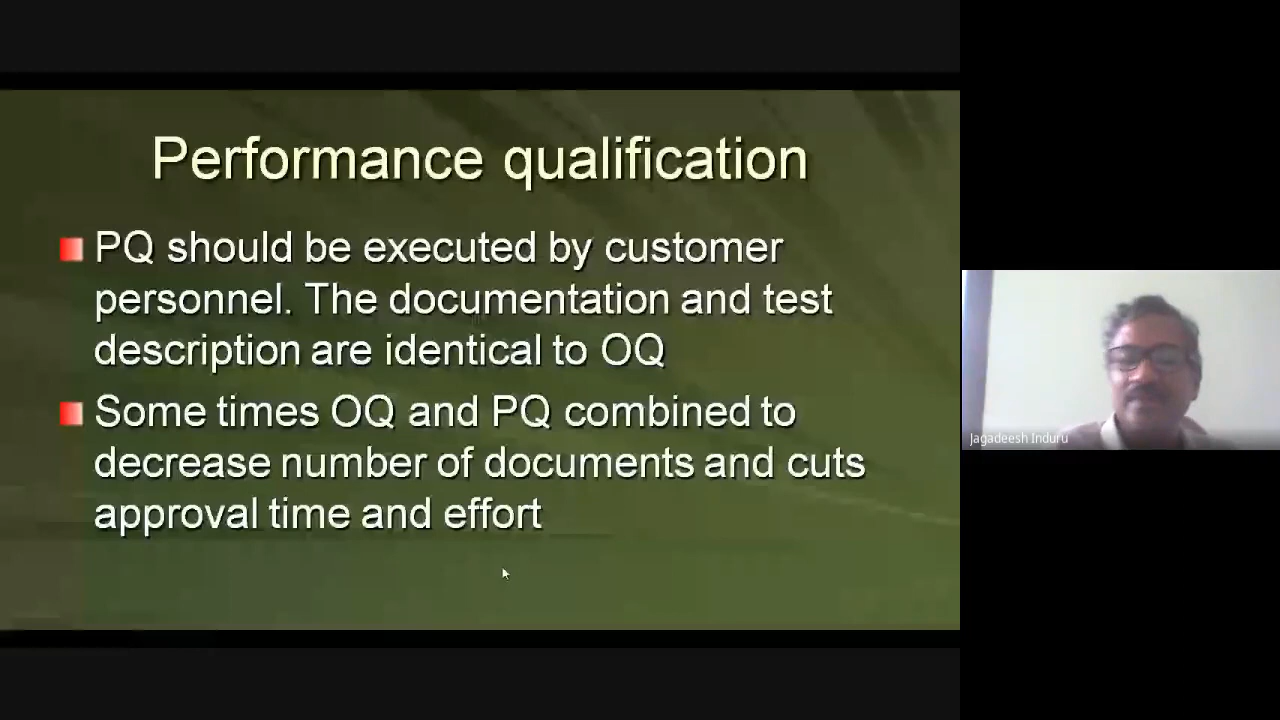 Performance qualification
PQ should be executed by customer
personnel. The documentation and test
description are identical to OQ
Some times OQ and PQ combined to
decrease number of documents and cuts
approval time and effort
Jagadeesh Induru